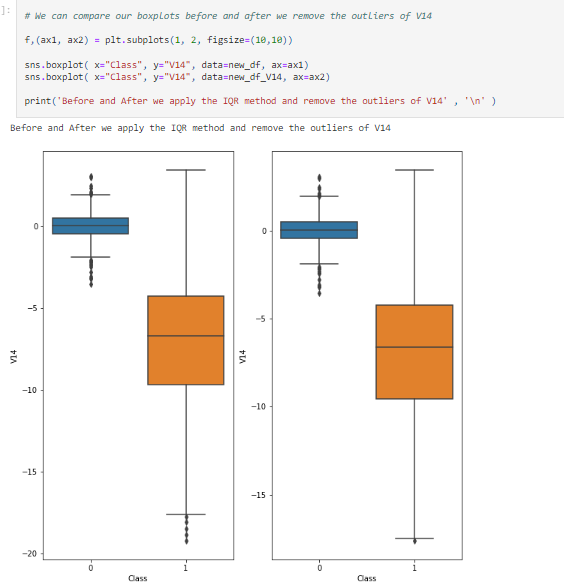 ]:
# We can compare our boxplots before and after we remove the outliers of V14
f,(ax1, ax2) = plt.subplots(1, 2, figsize=(10,10))
sns.boxplot( x="Class", y="V14", data=new_df, ax=ax1)
sns.boxplot( x="Class", y="V14", data=new_df_V14, ax=ax2)
print('Before and After we apply the IQR method and remove the outliers of V14' , '\n' )
Before and After we apply the IQR method and remove the outliers of V14
0
−5
−10
−15
−20
V14
0
1
Class
0
−5
−10
−15
V14
0
1
Class